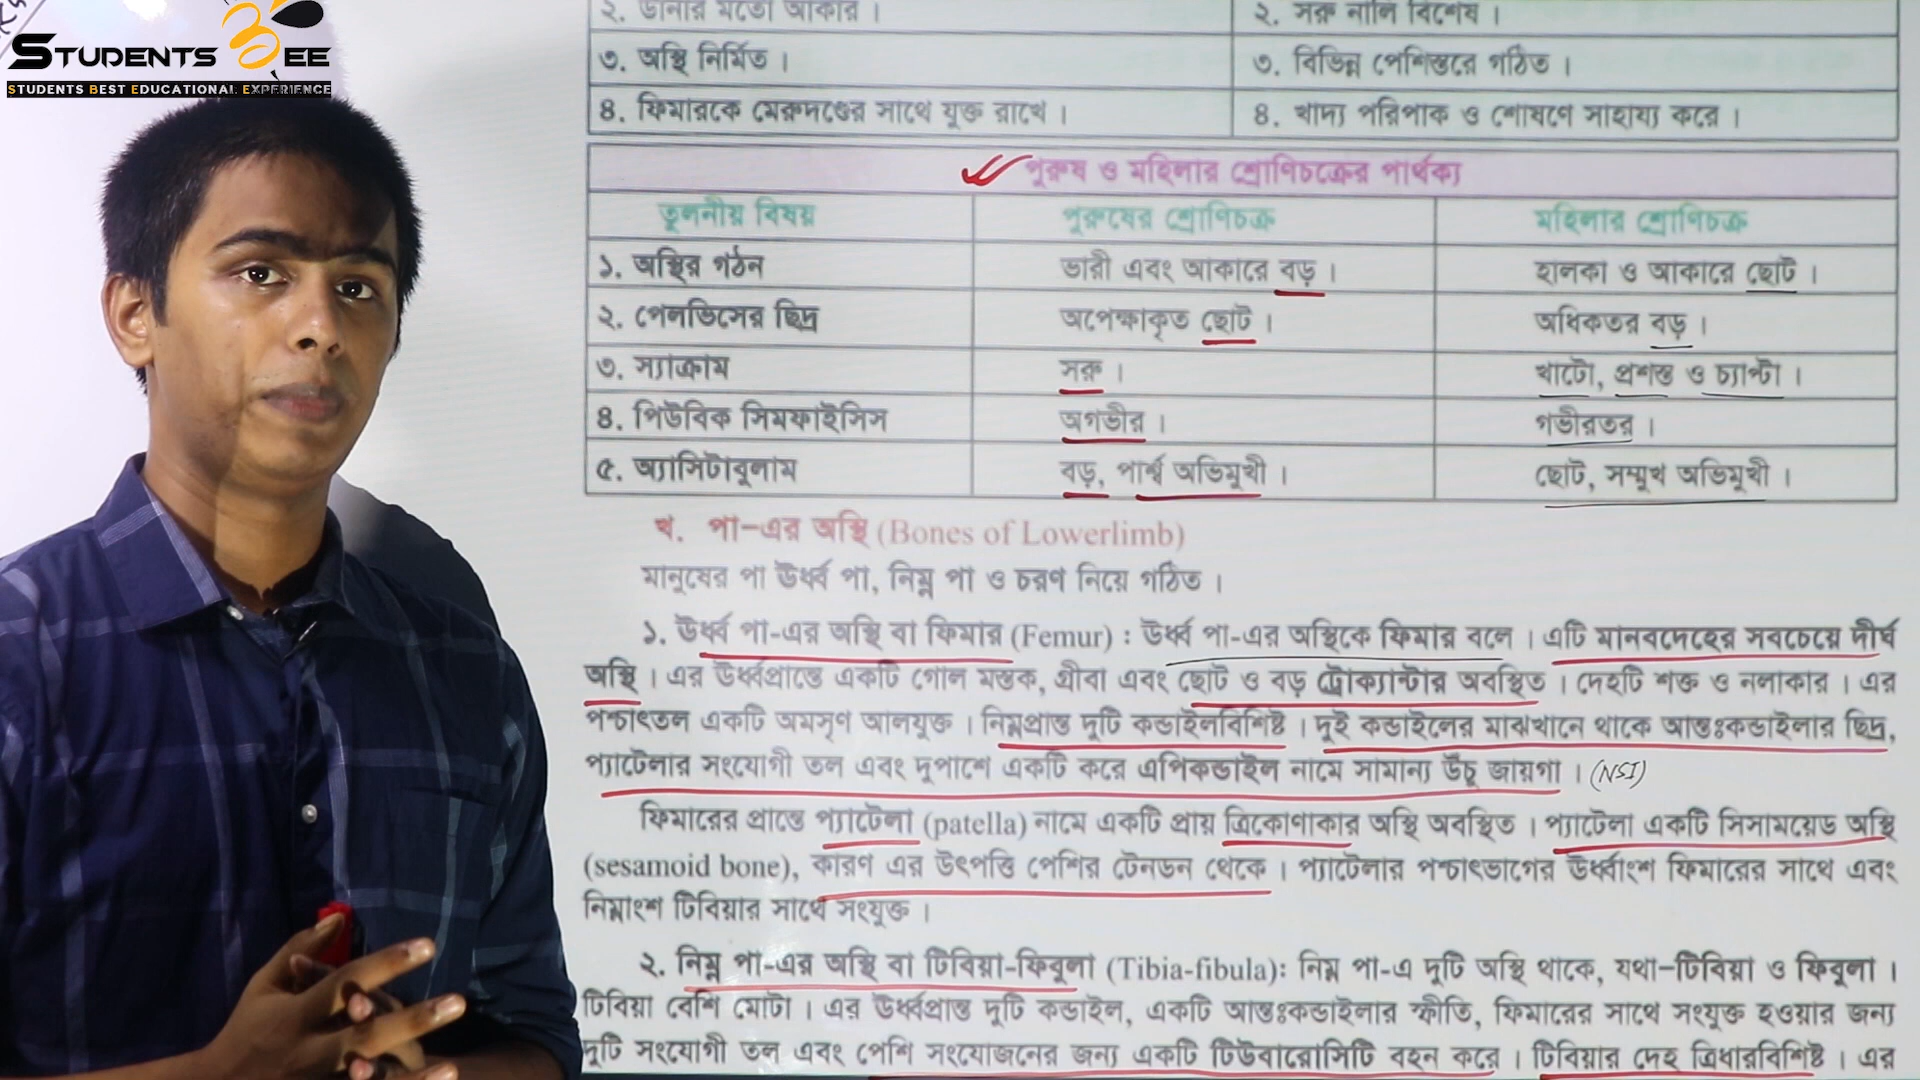 STUDENTS BEE
STUDENTS BEST EDUCATIONAL EXPERIENCE
২. ডানার মতো আকার । ২. সরু নালি বিশেষ ।
৩. অস্থি নির্মিত । ৩. বিভিন্ন পেশিস্তরে গঠিত ।
৪. ফিমারকে মেরুদণ্ডের সাথে যুক্ত রাখে । ৪. খাদ্য পরিপাক ও শোষণে সাহায্য করে ।
পুরুষ ও মহিলার শ্রোণিচক্রের পার্থক্য
তুলনীয় বিষয় পুরুষের শ্রোণিচক্র মহিলার শ্রোণিচক্র
১. অস্থির গঠন ভারী এবং আকারে বড় । হালকা ও আকারে ছোট ।
২. পেলভিসের ছিদ্র অপেক্ষাকৃত ছোট । অধিকতর বড় ।
৩. স্যাক্রাম সরু । খাটো, প্রশস্ত ও চ্যাপ্টা ।
৪. পিউবিক সিমফাইসিস অগভীর । গভীরতর ।
৫. অ্যাসিটাবুলাম বড়, পার্শ্ব অভিমুখী । ছোট, সম্মুখ অভিমুখী ।
খ. পা-এর অস্থি (Bones of Lowerlimb)
মানুষের পা ঊর্ধ্ব পা, নিম্ন পা ও চরণ নিয়ে গঠিত ।
১. ঊর্ধ্ব পা-এর অস্থি বা ফিমার (Femur) : ঊর্ধ্ব পা-এর অস্থিকে ফিমার বলে । এটি মানবদেহের সবচেয়ে দীর্ঘ
অস্থি । এর ঊর্ধ্বপ্রান্তে একটি গোল মস্তক, গ্রীবা এবং ছোট ও বড় ট্রোক্যান্টার অবস্থিত । দেহটি শক্ত ও নলাকার । এর
পশ্চাৎতল একটি অমসৃণ আলযুক্ত । নিম্নপ্রান্ত দুটি কন্ডাইলবিশিষ্ট । দুই কন্ডাইলের মাঝখানে থাকে আন্তঃকন্ডাইলার ছিদ্র,
প্যাটেলার সংযোগী তল এবং দুপাশে একটি করে এপিকন্ডাইল নামে সামান্য উঁচু জায়গা । (NSI)
ফিমারের প্রান্তে প্যাটেলা (patella) নামে একটি প্রায় ত্রিকোণাকার অস্থি অবস্থিত । প্যাটেলা একটি সিসাময়েড অস্থি
(sesamoid bone), কারণ এর উৎপত্তি পেশির টেনডন থেকে । প্যাটেলার পশ্চাৎভাগের ঊর্ধ্বাংশ ফিমারের সাথে এবং
নিম্নাংশ টিবিয়ার সাথে সংযুক্ত ।
২. নিম্ন পা-এর অস্থি বা টিবিয়া-ফিবুলা (Tibia-fibula): নিম্ন পা-এ দুটি অস্থি থাকে, যথা–টিবিয়া ও ফিবুলা ।
টিবিয়া বেশি মোটা । এর ঊর্ধ্বপ্রান্ত দুটি কন্ডাইল, একটি আন্তঃকন্ডাইলার স্ফীতি, ফিমারের সাথে সংযুক্ত হওয়ার জন্য
দুটি সংযোগী তল এবং পেশি সংযোজনের জন্য একটি টিউবারোসিটি বহন করে । টিবিয়ার দেহ ত্রিধারবিশিষ্ট । এর